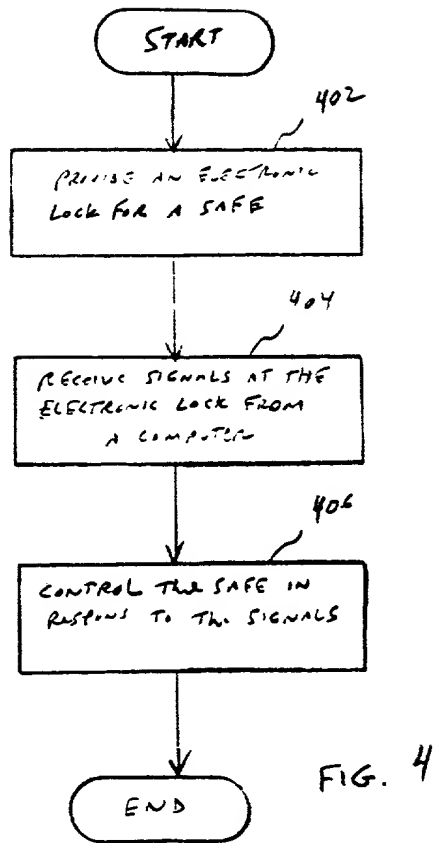 START
402
PROVIDE AN ELECTRONIC
LOCK FOR A SAFE
404
RECEIVE SIGNALS AT THE
ELECTRONIC LOCK FROM
A COMPUTER
406
CONTROL THE SAFE IN
RESPONS TO THE SIGNALS
END
FIG. 4